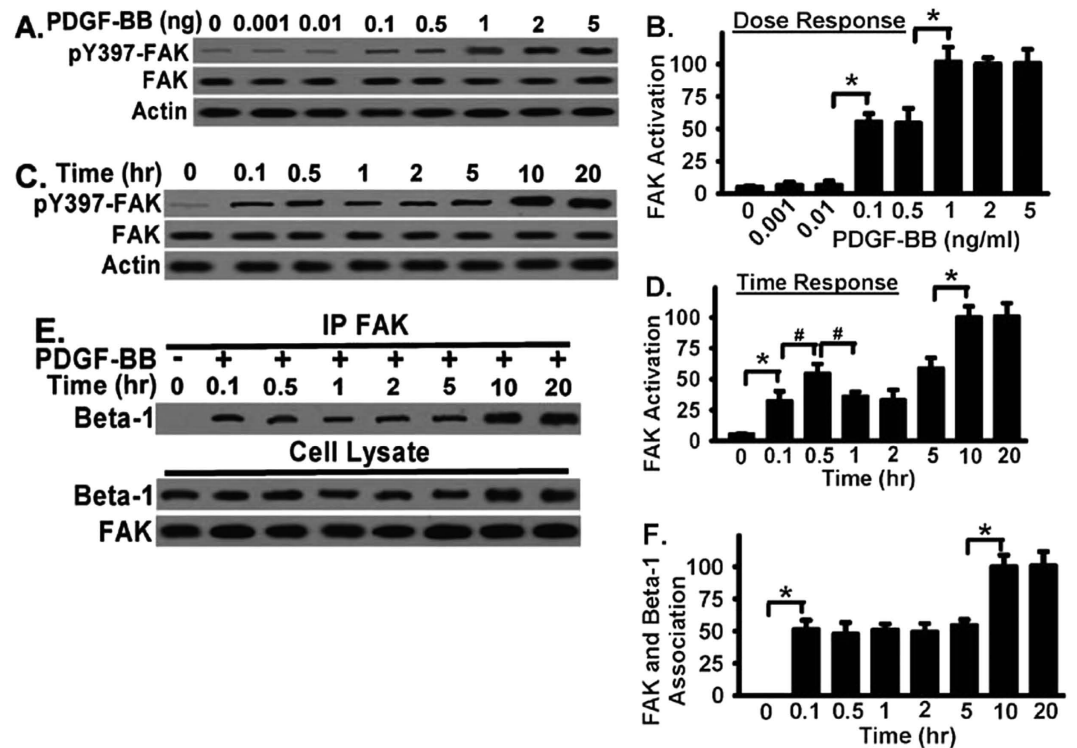 A. PDGF-BB (ng) 0 0.001 0.01 0.1 0.5 1 2 5
pY397-FAK
FAK
Actin
B. Dose Response
FAK Activation
100
75
50
25
0
* *
0 0.001 0.01 0.1 0.5 1 2 5
PDGF-BB (ng/ml)
C. Time (hr) 0 0.1 0.5 1 2 5 10 20
pY397-FAK
FAK
Actin
D. Time Response
FAK Activation
100
75
50
25
0
* # # *
0 0.1 0.5 1 2 5 10 20
Time (hr)
E. IP FAK
PDGF-BB - + + + + + + +
Time (hr) 0 0.1 0.5 1 2 5 10 20
Beta-1
Cell Lysate
Beta-1
FAK
F.
FAK and Beta-1
Association
100
75
50
25
0
* *
0 0.1 0.5 1 2 5 10 20
Time (hr)